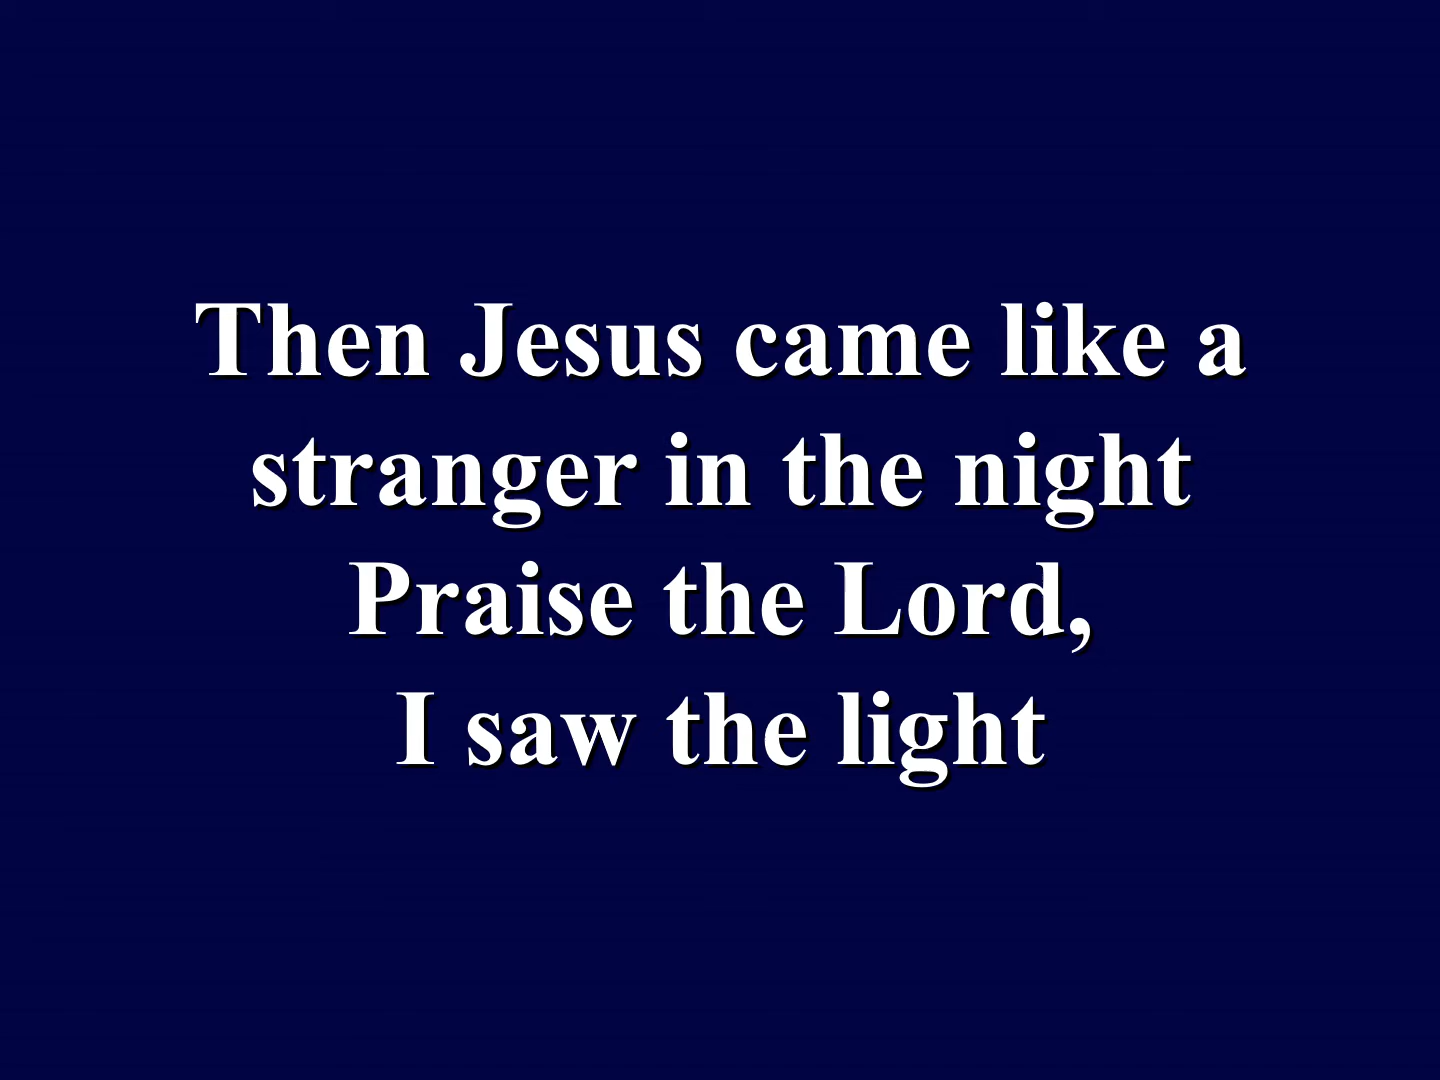 Then Jesus came like a
stranger in the night
Praise the Lord,
I saw the light